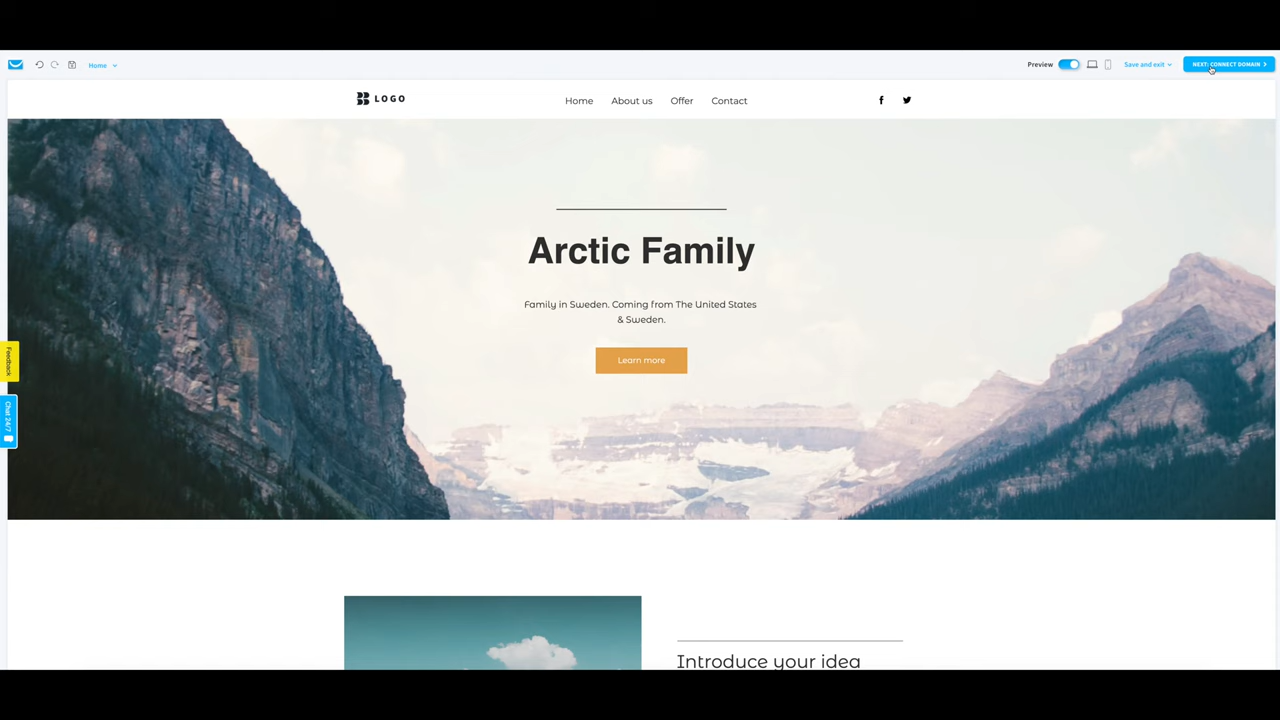 Home
Preview
Save and exit
NEXT: CONNECT DOMAIN
LOGO
Home
About us
Offer
Contact
Arctic Family
Family in Sweden. Coming from The United States
& Sweden.
Learn more
Feedback
Chat 24/7
Introduce your idea